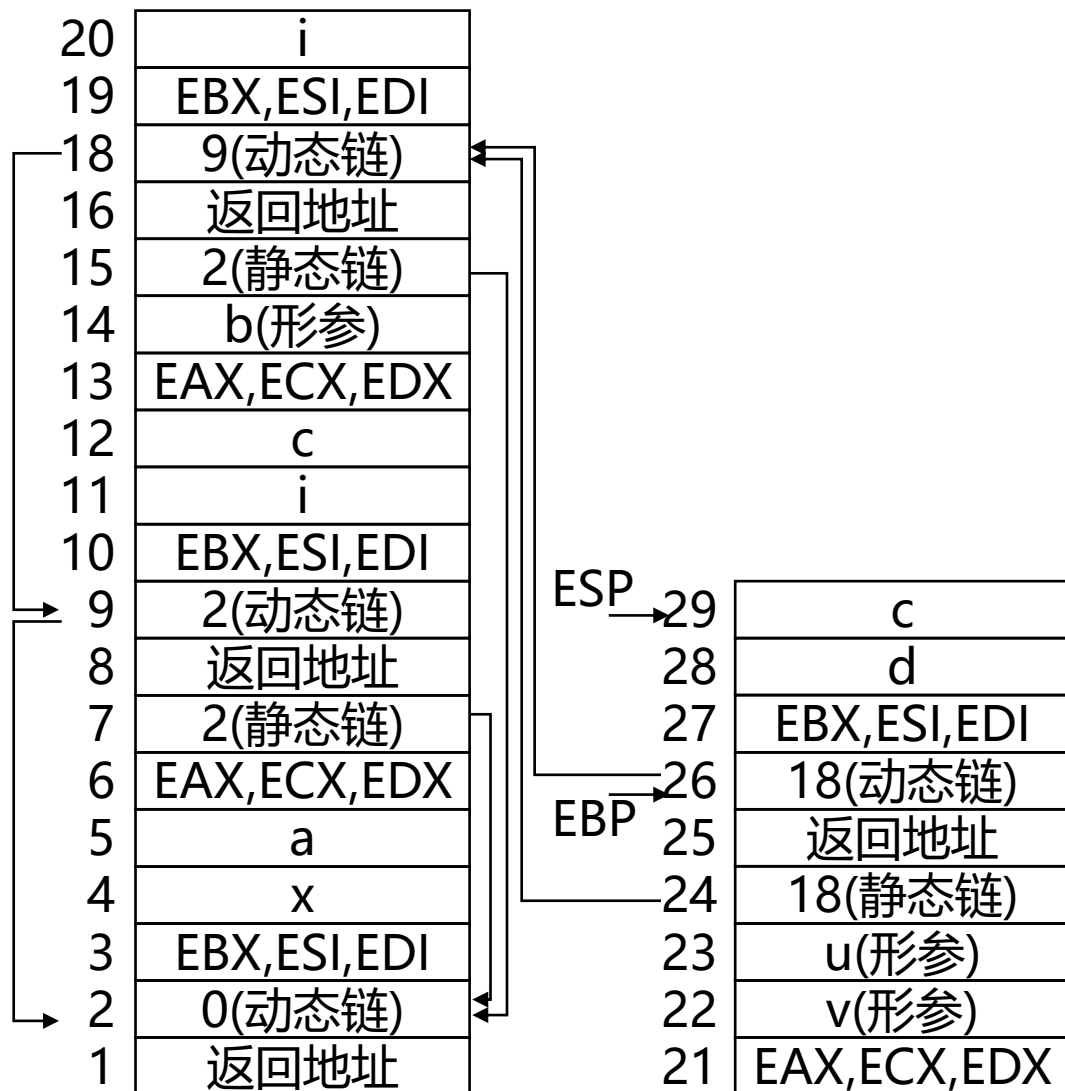 20 i
19 EBX,ESI,EDI
18 9(动态链)
16 返回地址
15 2(静态链)
14 b(形参)
13 EAX,ECX,EDX
12 c
11 i
10 EBX,ESI,EDI
9 2(动态链)
8 返回地址
7 2(静态链)
6 EAX,ECX,EDX
5 a
4 x
3 EBX,ESI,EDI
2 0(动态链)
1 返回地址
ESP
29 c
28 d
27 EBX,ESI,EDI
26 18(动态链)
EBP
25 返回地址
24 18(静态链)
23 u(形参)
22 v(形参)
21 EAX,ECX,EDX